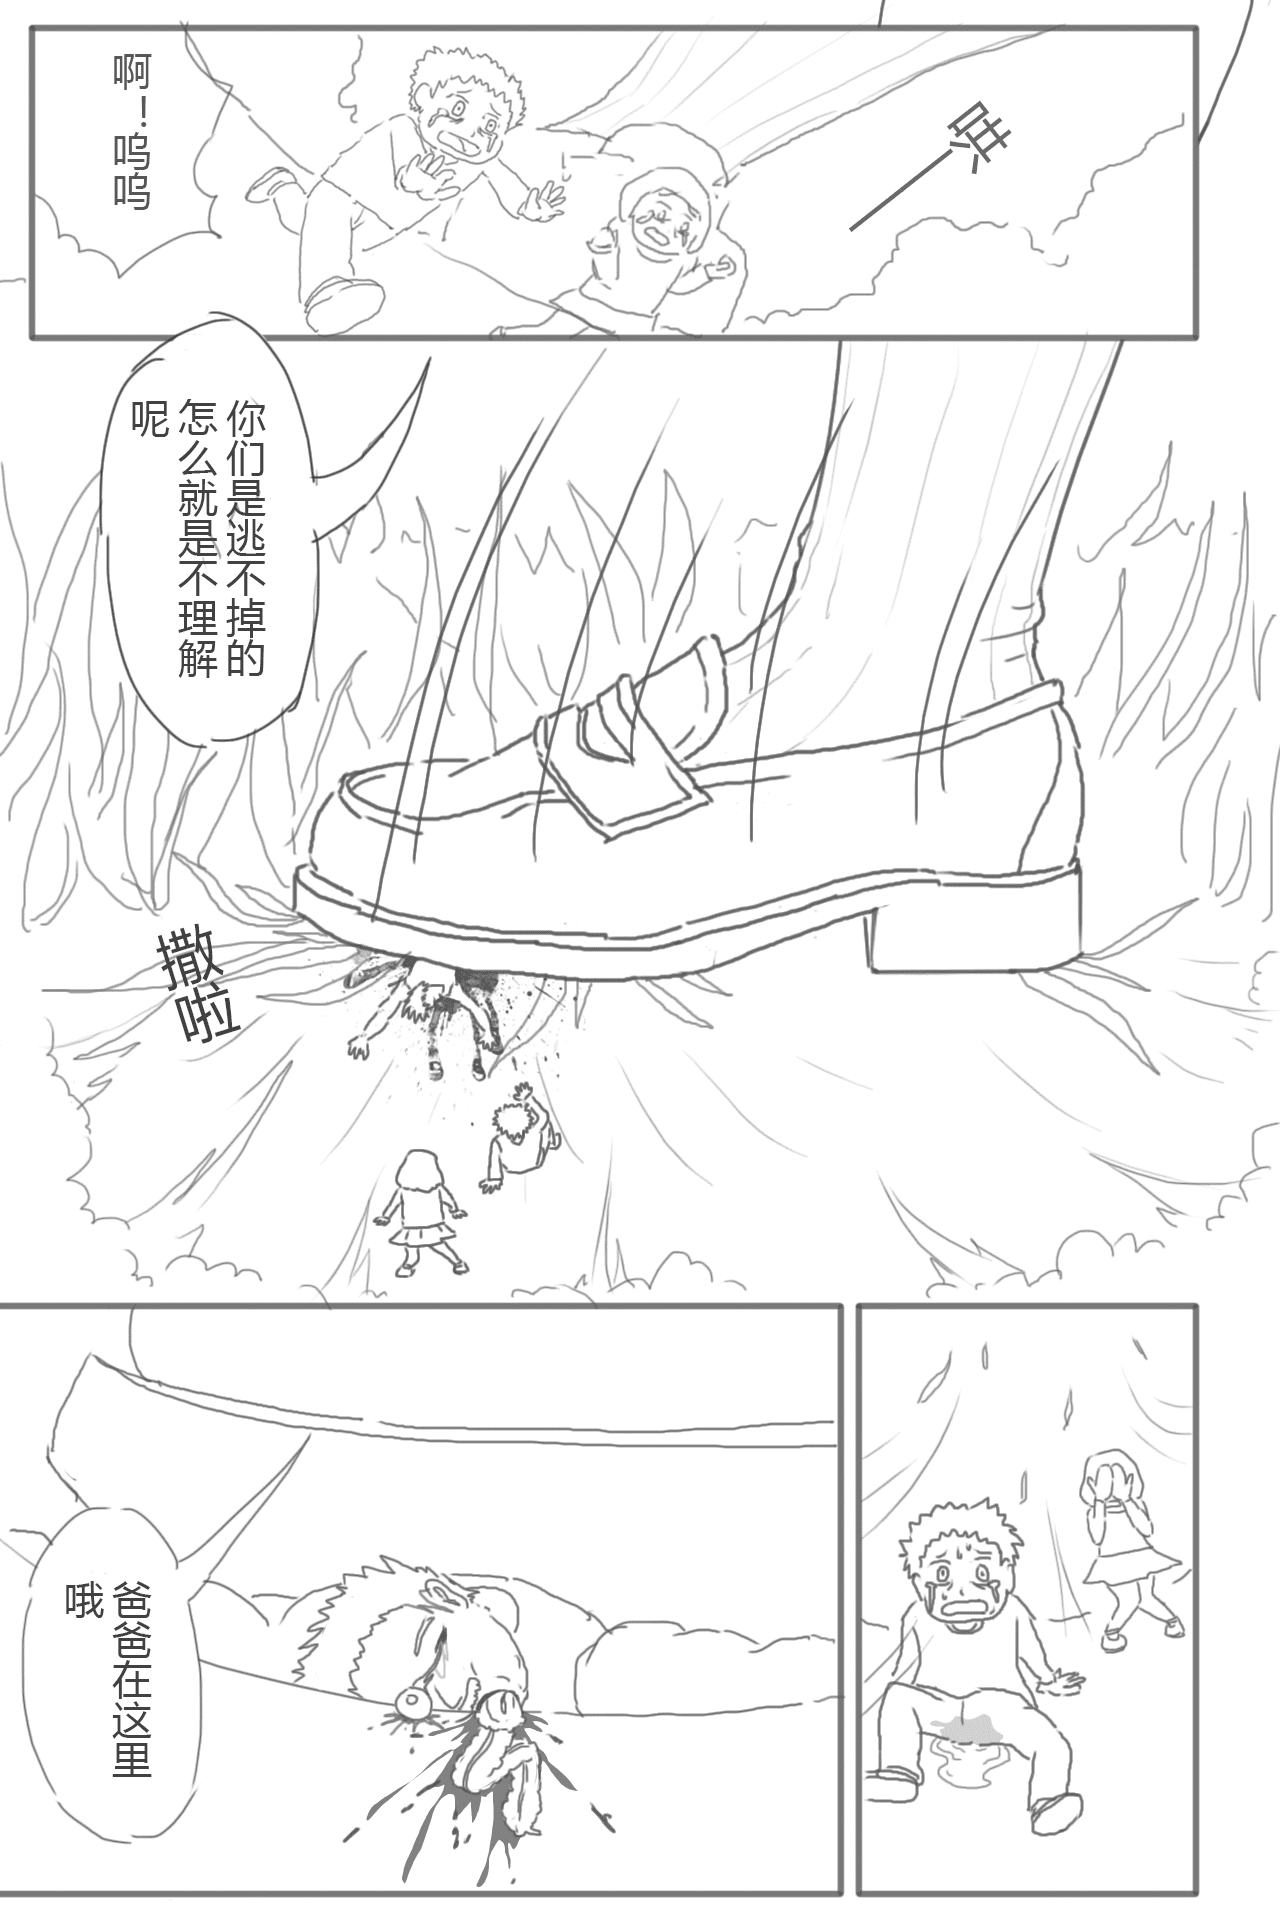 哄—
啊！呜呜
你们是逃不掉的
怎么就是不理解
呢
撒啦
爸爸在这里
哦